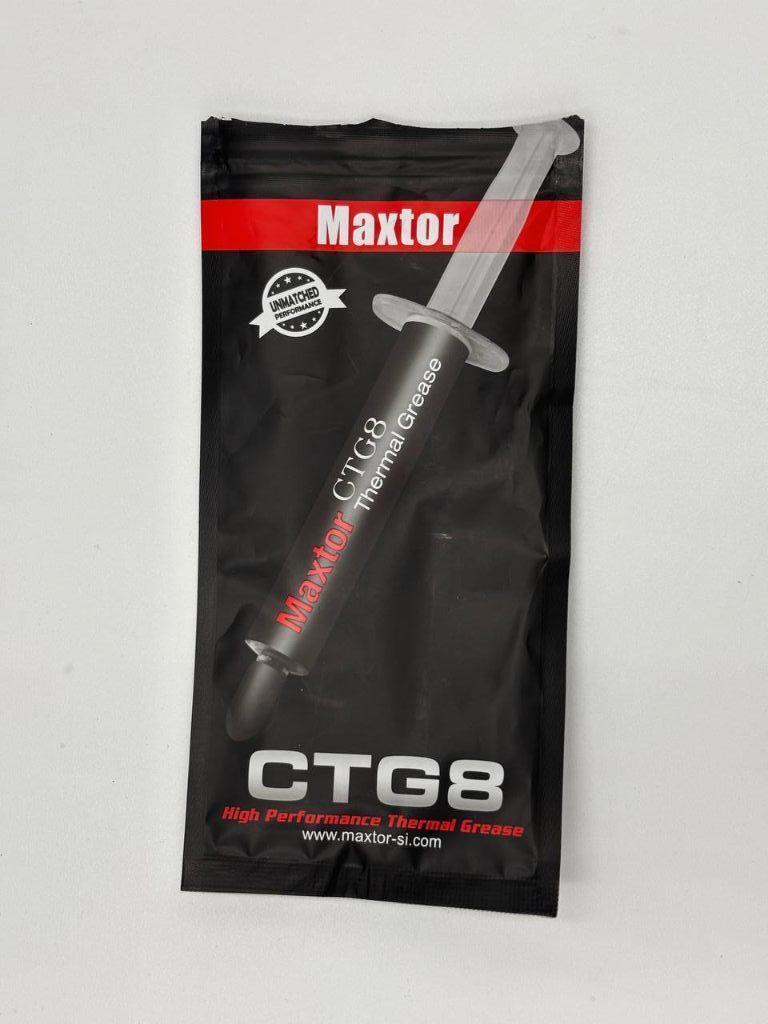 Maxtor
UNMATCHED
PERFORMANCE
Maxtor CTG8
Thermal Grease
CTG8
High Performance Thermal Grease
www.maxtor-si.com